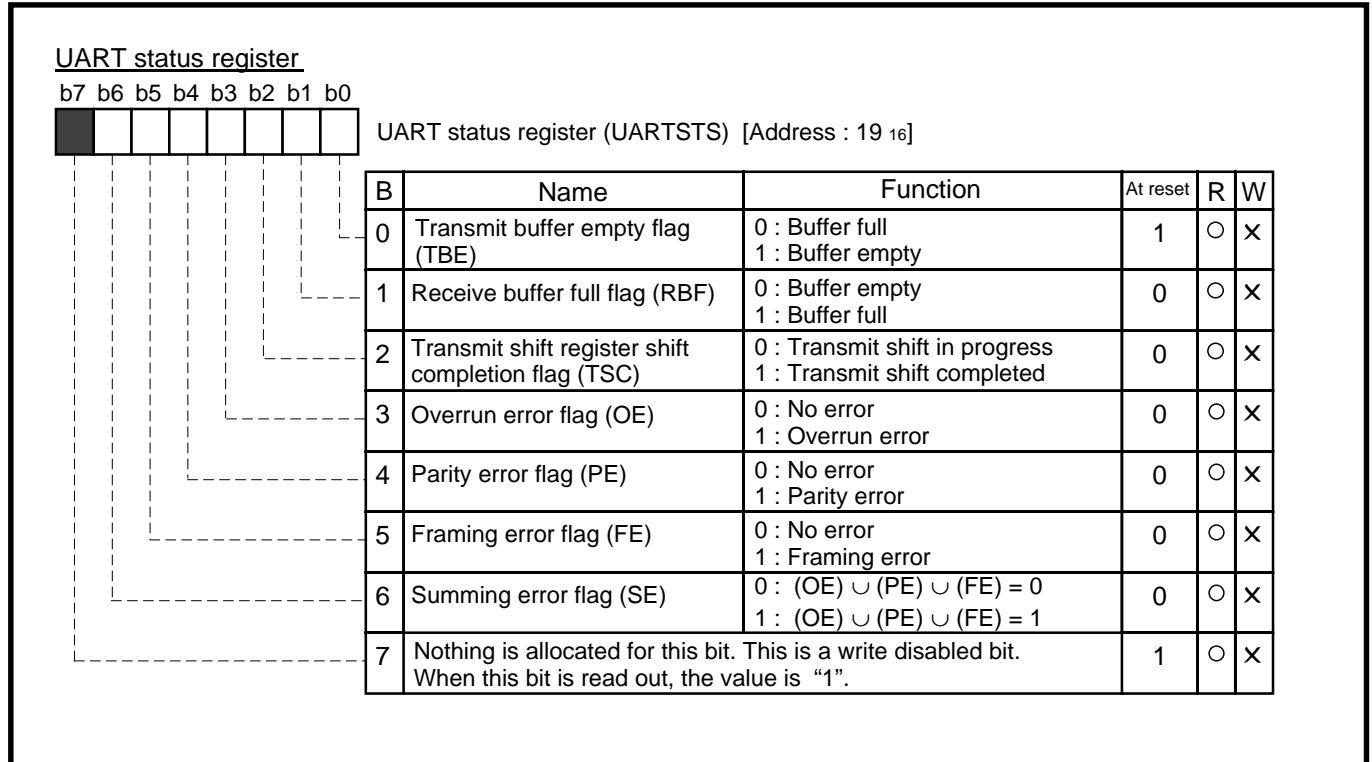 UART status register
b7 b6 b5 b4 b3 b2 b1 b0
UART status register (UARTSTS) [Address : 19 16]
B Name Function At reset R W
0 Transmit buffer empty flag (TBE) 0 : Buffer full 1 ○ ×
1 : Buffer empty
1 Receive buffer full flag (RBF) 0 : Buffer empty 0 ○ ×
1 : Buffer full
2 Transmit shift register shift completion flag (TSC) 0 : Transmit shift in progress 0 ○ ×
1 : Transmit shift completed
3 Overrun error flag (OE) 0 : No error 0 ○ ×
1 : Overrun error
4 Parity error flag (PE) 0 : No error 0 ○ ×
1 : Parity error
5 Framing error flag (FE) 0 : No error 0 ○ ×
1 : Framing error
6 Summing error flag (SE) 0 : (OE) ∪ (PE) ∪ (FE) = 0 0 ○ ×
1 : (OE) ∪ (PE) ∪ (FE) = 1
7 Nothing is allocated for this bit. This is a write disabled bit. 1 ○ ×
When this bit is read out, the value is “1”.